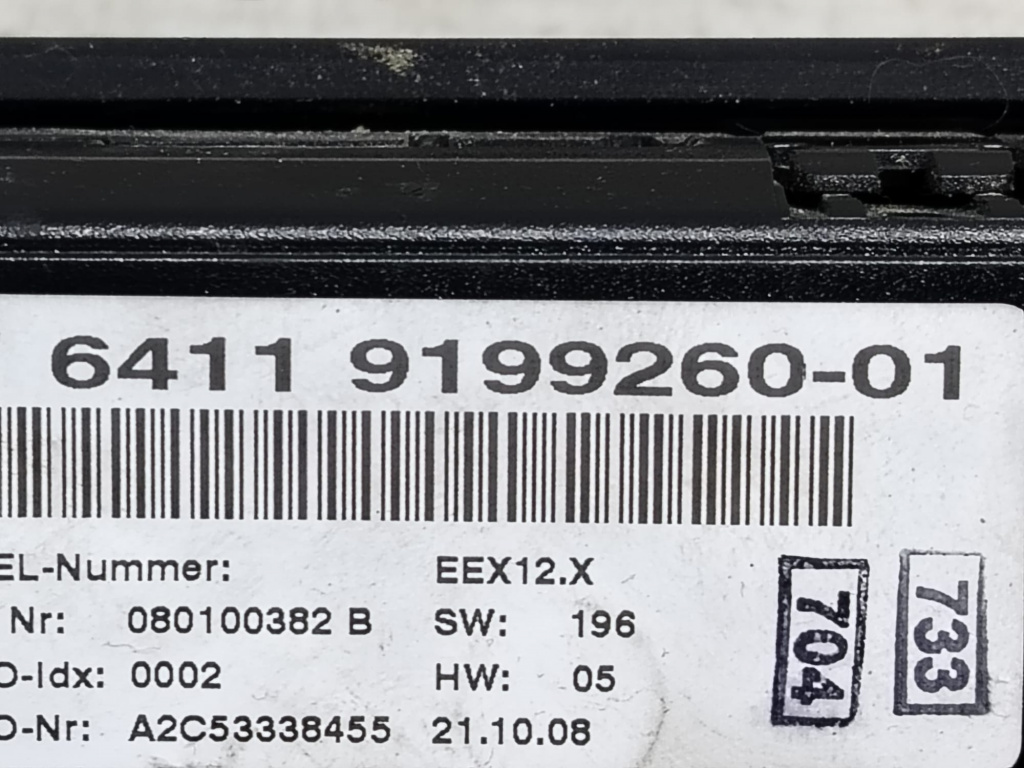 6411 9199260-01
EL-Nummer: EEX12.X
Nr: 080100382 B SW: 196
D-Idx: 0002 HW: 05
D-Nr: A2C53338455 21.10.08
704
733